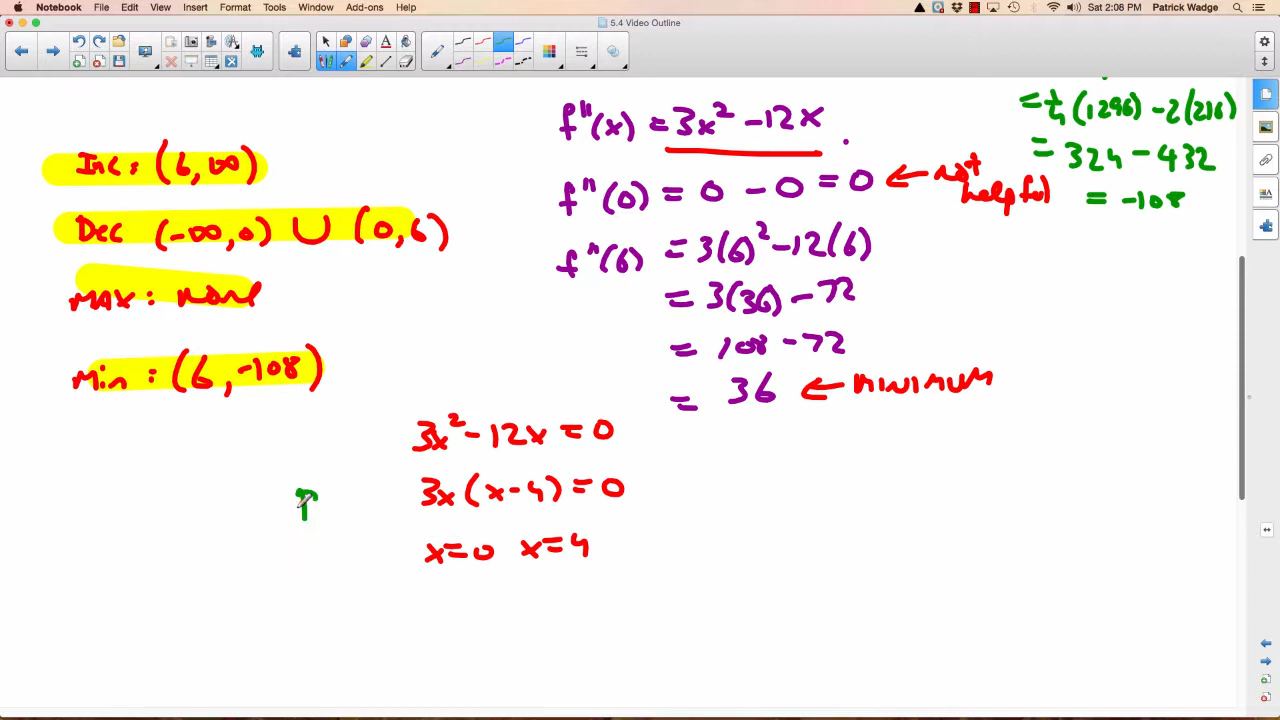 Notebook File Edit View Insert Format Tools Window Add-ons Help Sat 2:08 PM Patrick Wadge
5.4 Video Outline
= ¼(1296) - 2(216)
= 324 - 432
= -108
f"(x) = 3x² - 12x
f"(0) = 0 - 0 = 0 ← not helpful
f"(6) = 3(6)² - 12(6)
= 3(36) - 72
= 108 - 72
= 36 ← MINIMUM
Inc: (6,∞)
Dec (-∞,0) ∪ (0,6)
MAX: none
Min: (6,-108)
3x² - 12x = 0
3x(x - 4) = 0
x=0 x=4